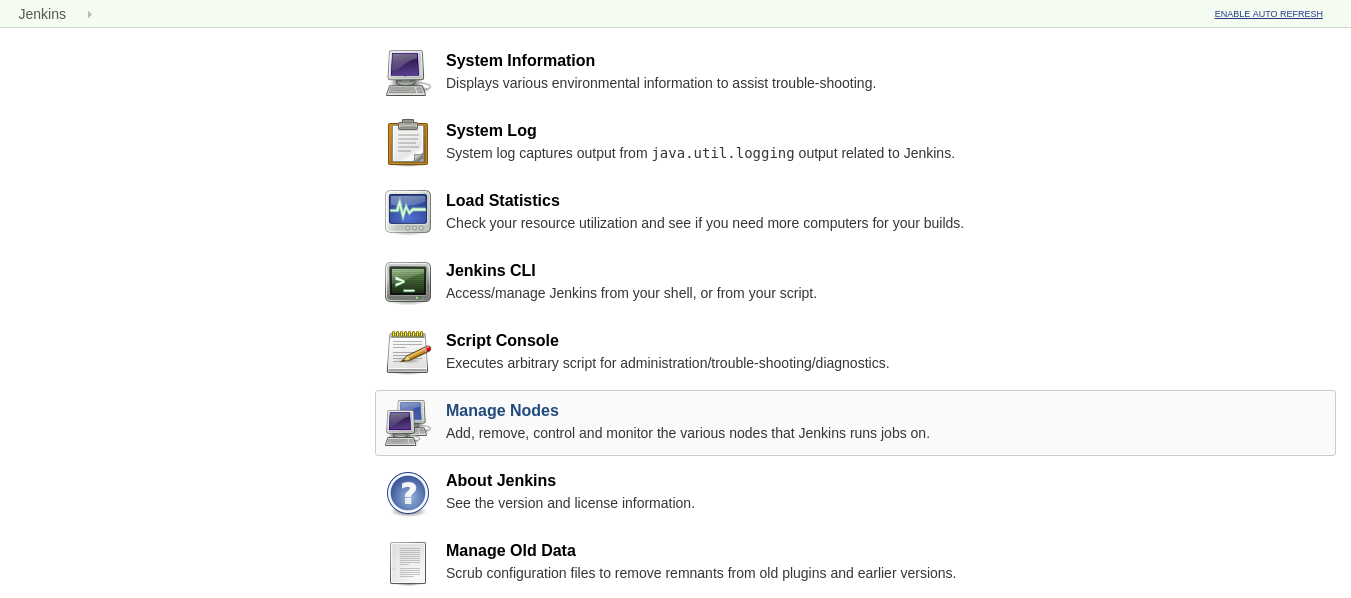 Jenkins
ENABLE AUTO REFRESH
System Information
Displays various environmental information to assist trouble-shooting.
System Log
System log captures output from java.util.logging output related to Jenkins.
Load Statistics
Check your resource utilization and see if you need more computers for your builds.
Jenkins CLI
Access/manage Jenkins from your shell, or from your script.
Script Console
Executes arbitrary script for administration/trouble-shooting/diagnostics.
Manage Nodes
Add, remove, control and monitor the various nodes that Jenkins runs jobs on.
About Jenkins
See the version and license information.
Manage Old Data
Scrub configuration files to remove remnants from old plugins and earlier versions.